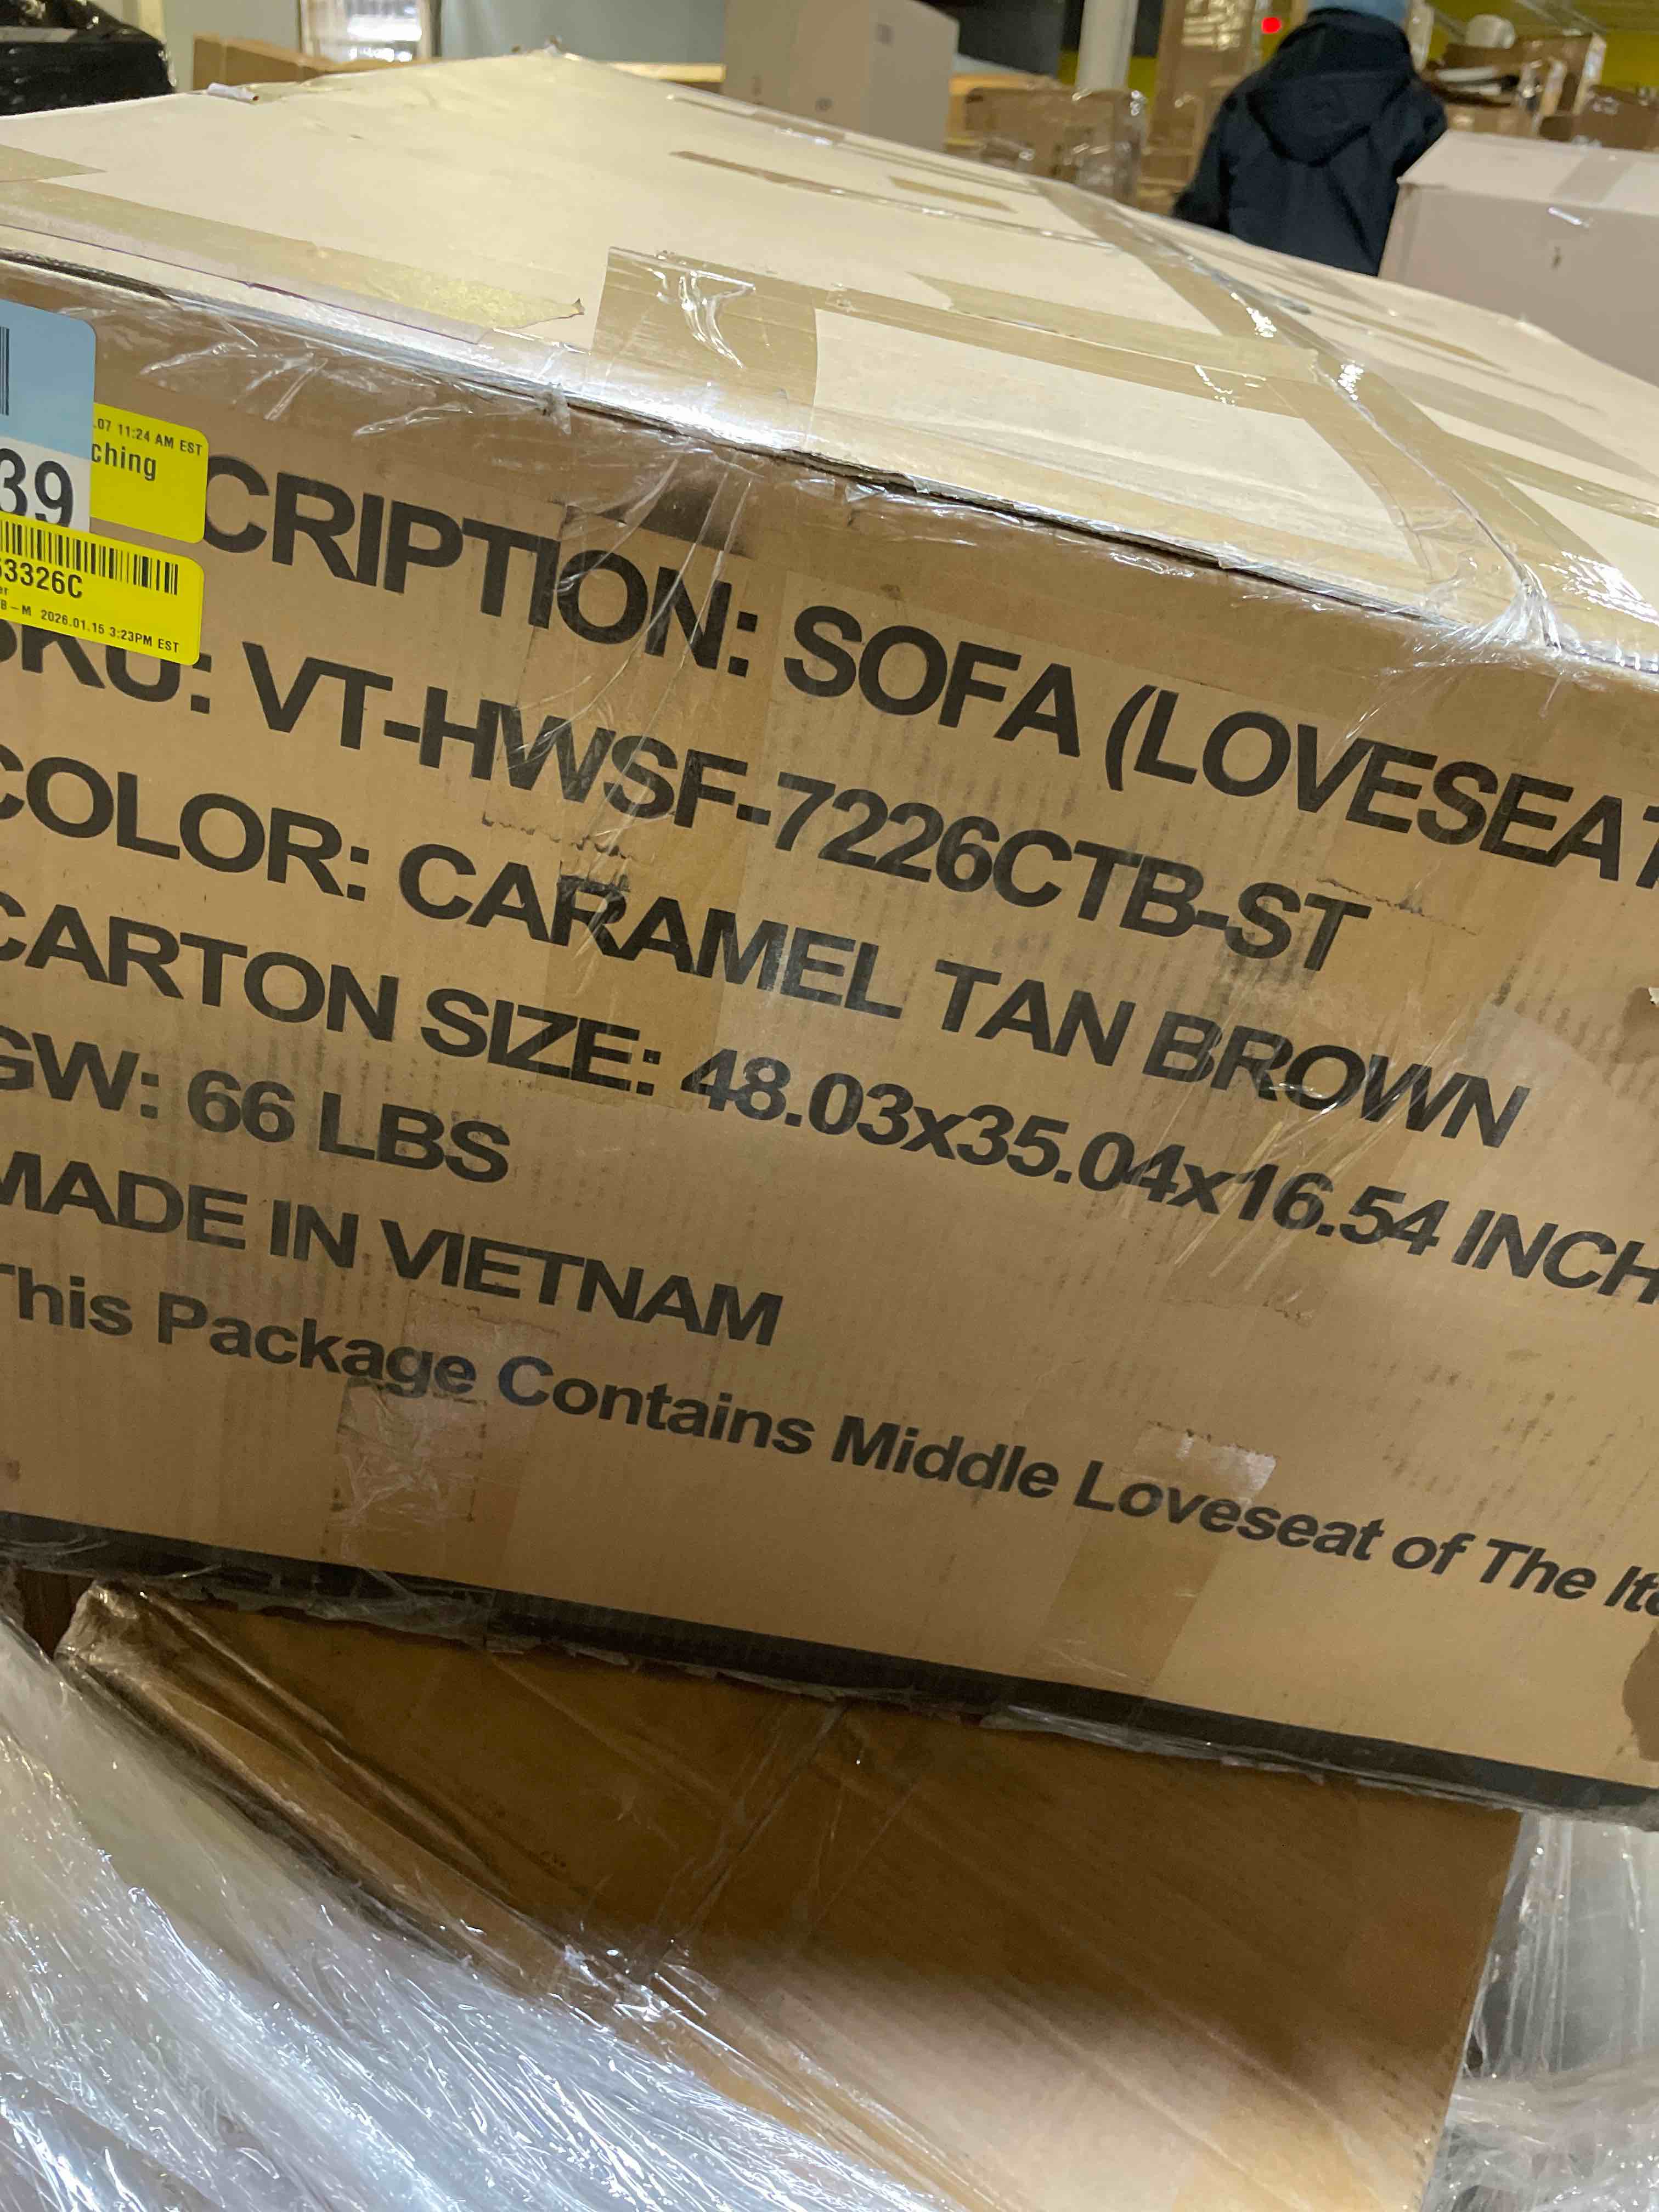 .07 11:24 AM EST
ching
39
53326C
B-M 2026.01.15 3:23PM EST
CRIPTION: SOFA (LOVESEAT
SKU: VT-HWSF-7226CTB-ST
COLOR: CARAMEL TAN BROWN
CARTON SIZE: 48.03x35.04x16.54 INCH
GW: 66 LBS
MADE IN VIETNAM
This Package Contains Middle Loveseat of The Ite